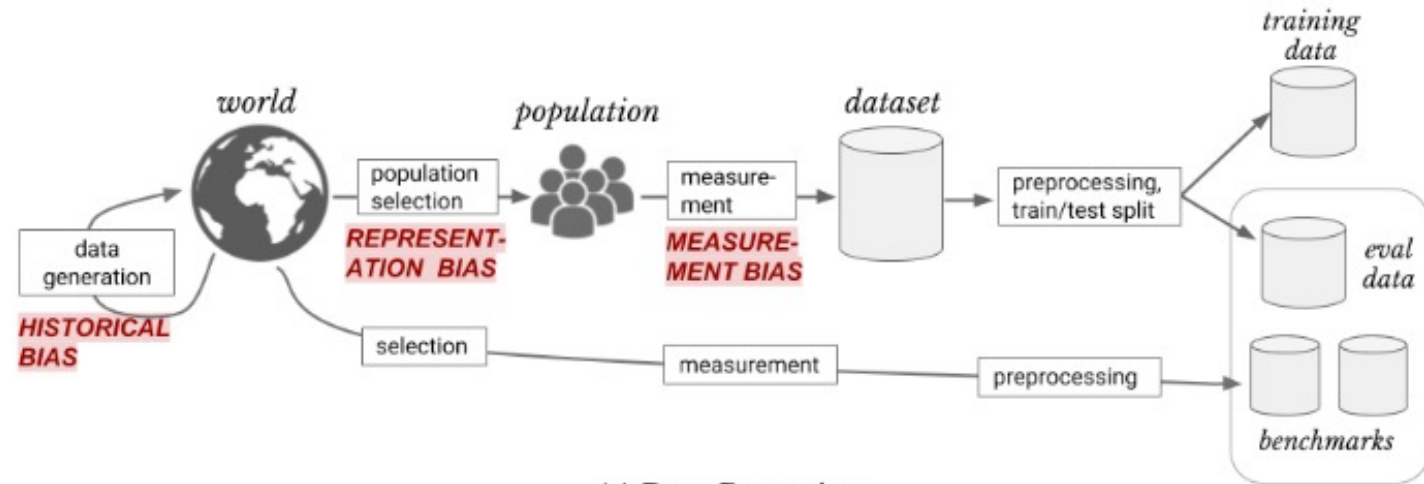 training
data
world
population
dataset
population
selection
measure-
ment
preprocessing,
train/test split
REPRESENT-
ATION BIAS
MEASURE-
MENT BIAS
data
generation
eval
data
HISTORICAL
BIAS
selection
measurement
preprocessing
benchmarks